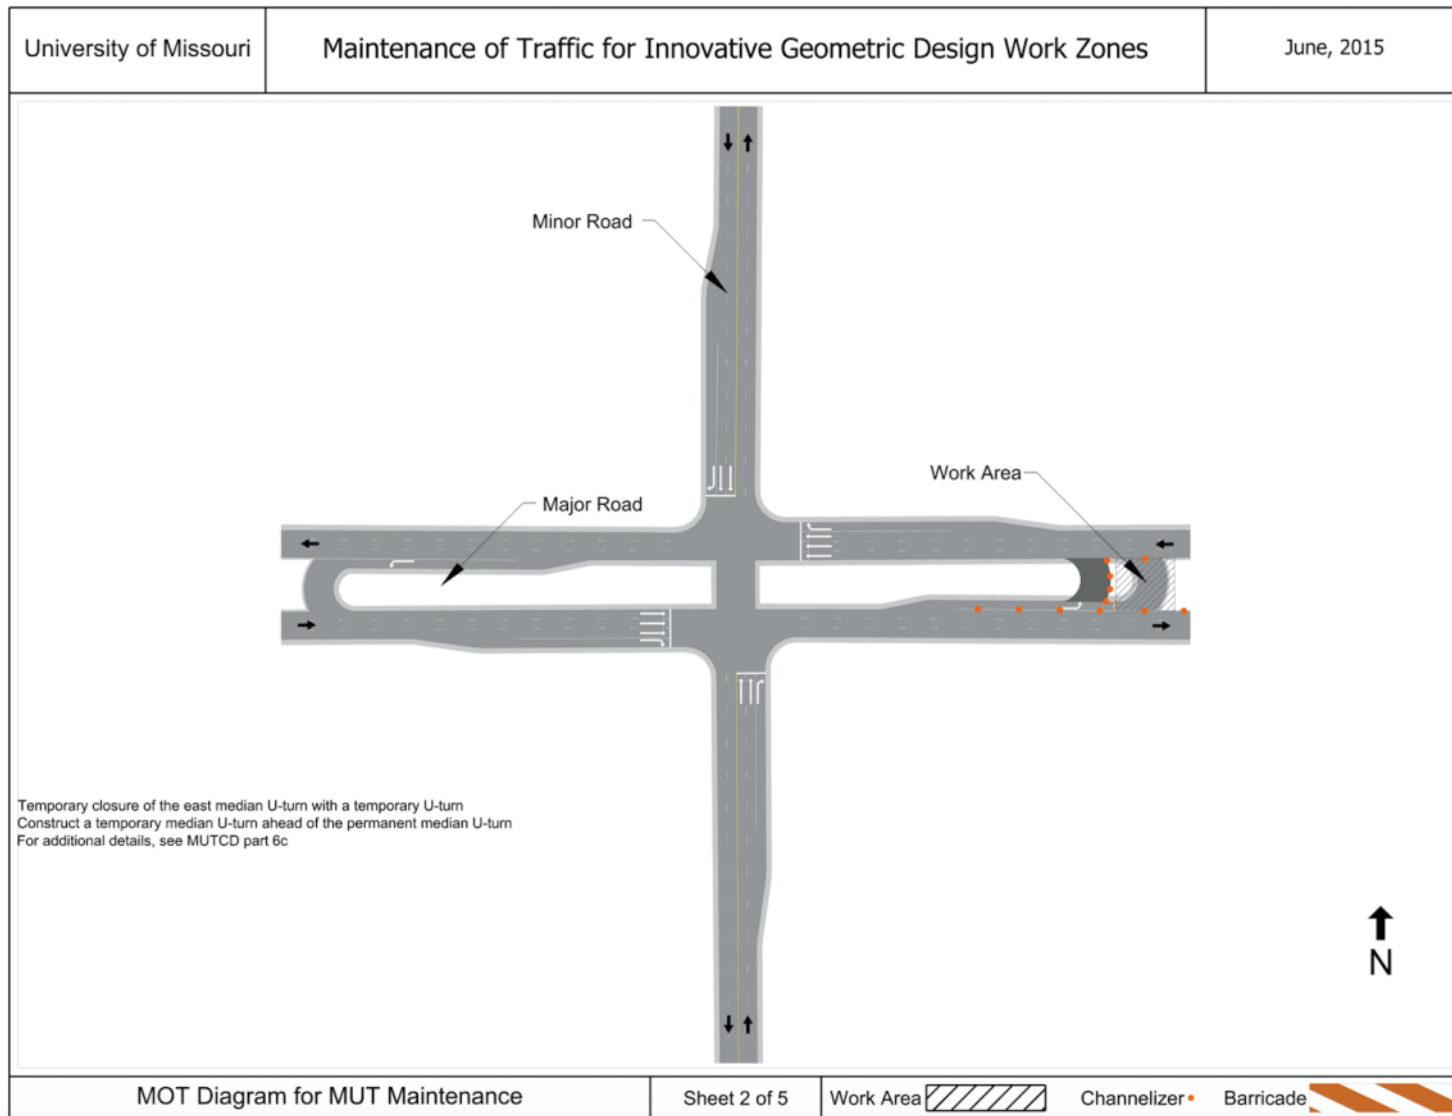 University of Missouri
Maintenance of Traffic for Innovative Geometric Design Work Zones
June, 2015
Minor Road
Work Area
Major Road
Temporary closure of the east median U-turn with a temporary U-turn
Construct a temporary median U-turn ahead of the permanent median U-turn
For additional details, see MUTCD part 6c
N
MOT Diagram for MUT Maintenance
Sheet 2 of 5
Work Area
Channelizer
Barricade